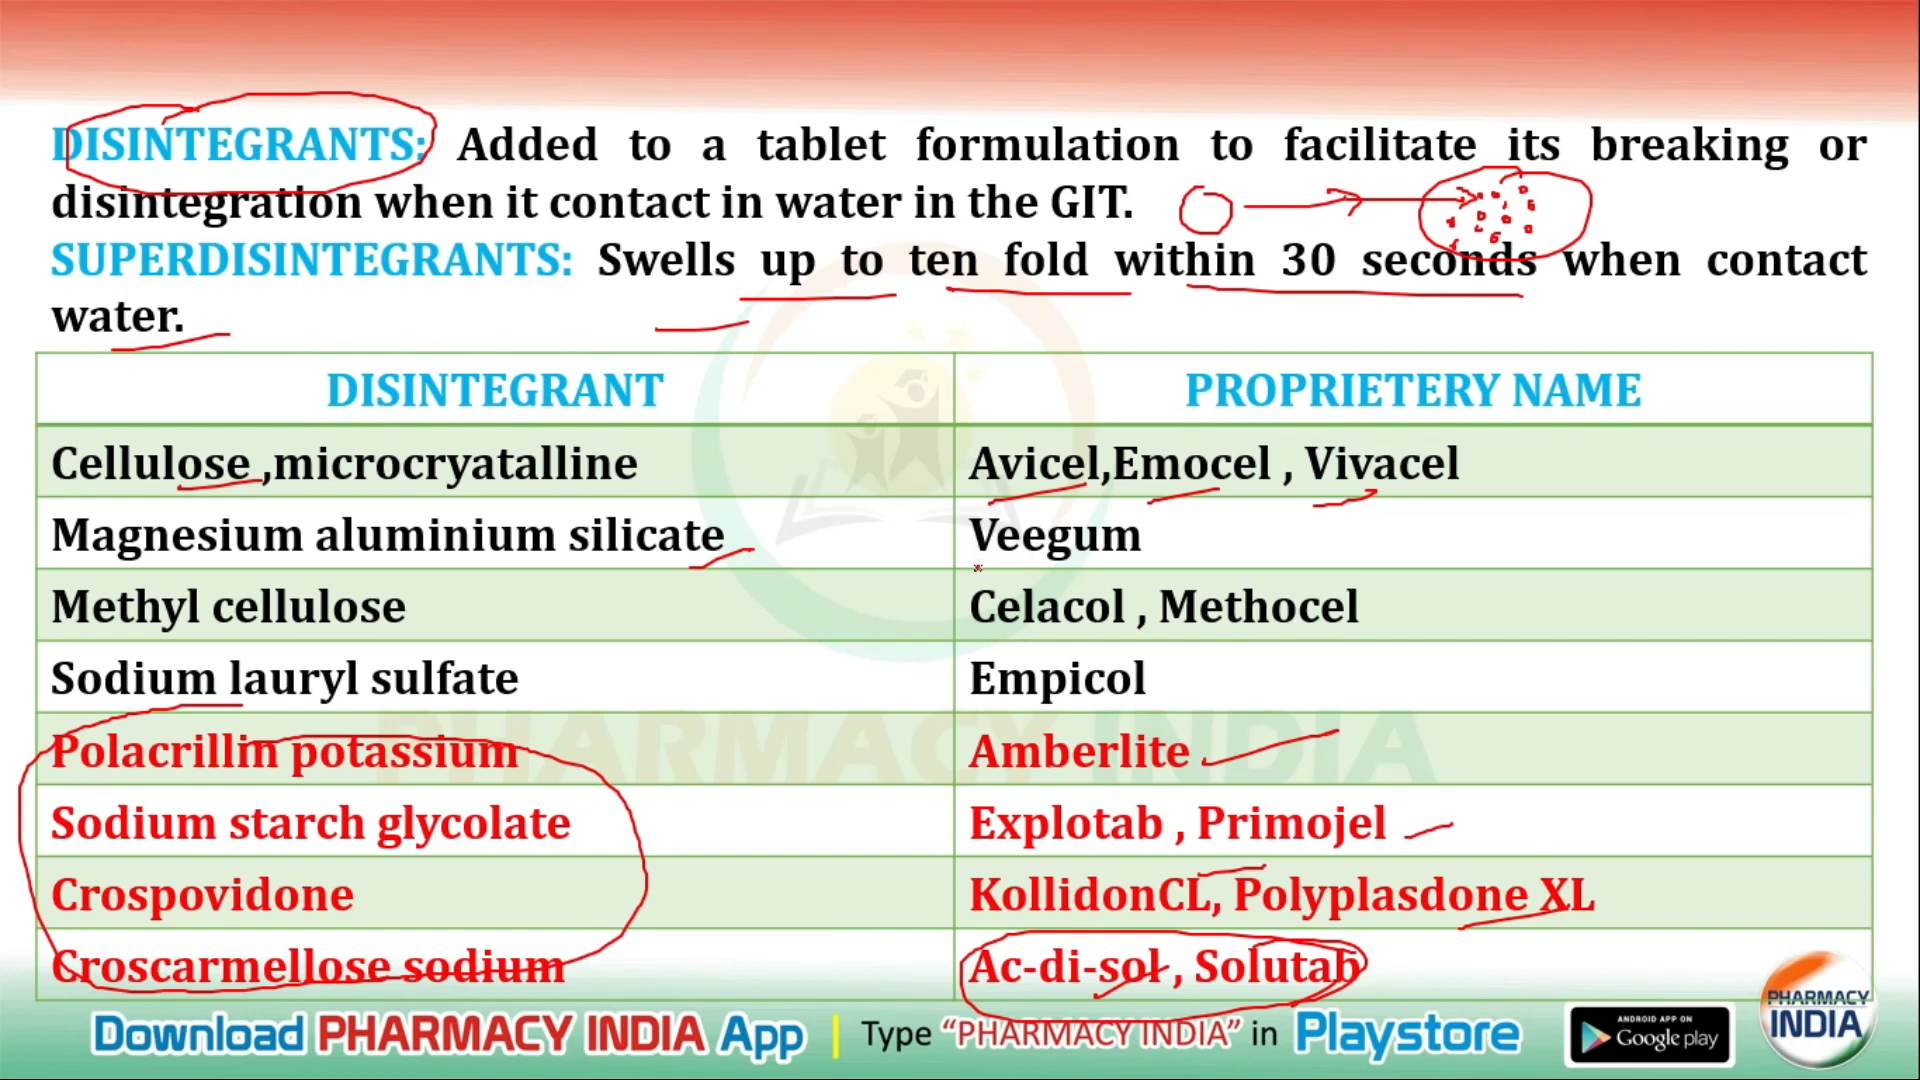 DISINTEGRANTS: Added to a tablet formulation to facilitate its breaking or
disintegration when it contact in water in the GIT.
SUPERDISINTEGRANTS: Swells up to ten fold within 30 seconds when contact
water.
DISINTEGRANT PROPRIETERY NAME
Cellulose ,microcryatalline Avicel,Emocel , Vivacel
Magnesium aluminium silicate Veegum
Methyl cellulose Celacol , Methocel
Sodium lauryl sulfate Empicol
Polacrillin potassium Amberlite
Sodium starch glycolate Explotab , Primojel
Crospovidone KollidonCL, Polyplasdone XL
Croscarmellose sodium Ac-di-sol , Solutab
PHARMACY INDIA
Download PHARMACY INDIA App | Type “PHARMACY INDIA” in Playstore
ANDROID APP ON
Google play
PHARMACY
INDIA